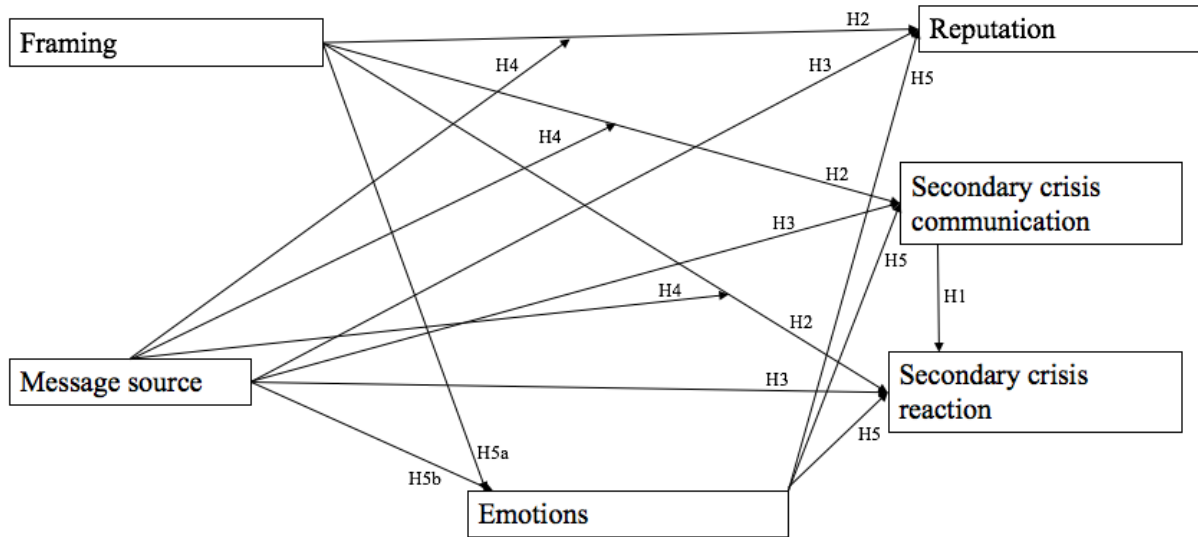 Framing
H2
Reputation
H4
H3
H5
H4
H2
Secondary crisis
communication
H3
H5
H4
H1
H2
Message source
H3
Secondary crisis
reaction
H5
H5a
H5b
Emotions